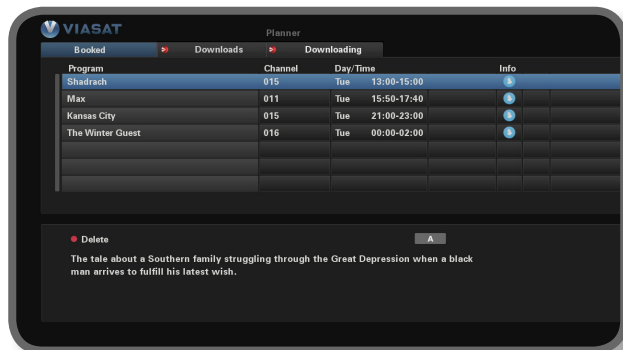 VIASAT
Planner
Booked Downloads Downloading
Program Channel Day/Time Info
Shadrach 015 Tue 13:00-15:00
Max 011 Tue 15:50-17:40
Kansas City 015 Tue 21:00-23:00
The Winter Guest 016 Tue 00:00-02:00
Delete A
The tale about a Southern family struggling through the Great Depression when a black
man arrives to fulfill his latest wish.